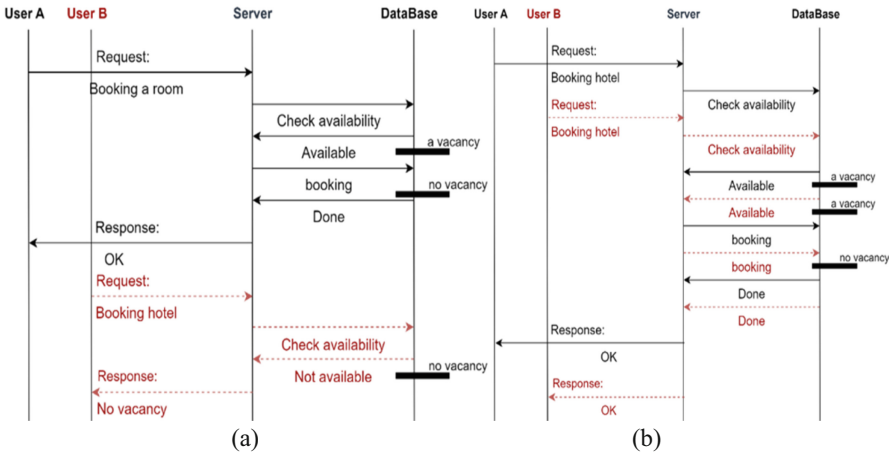 User A User B Server DataBase
Request:
Booking a room
Check availability
a vacancy
Available
booking
no vacancy
Done
Response:
OK
Request:
Booking hotel
Check availability
no vacancy
Response:
Not available
No vacancy
(a)
User A User B Server DataBase
Request:
Booking hotel
Check availability
Request:
Booking hotel
Check availability
a vacancy
Available
a vacancy
Available
booking
no vacancy
booking
Done
Done
Response:
OK
Response:
OK
(b)